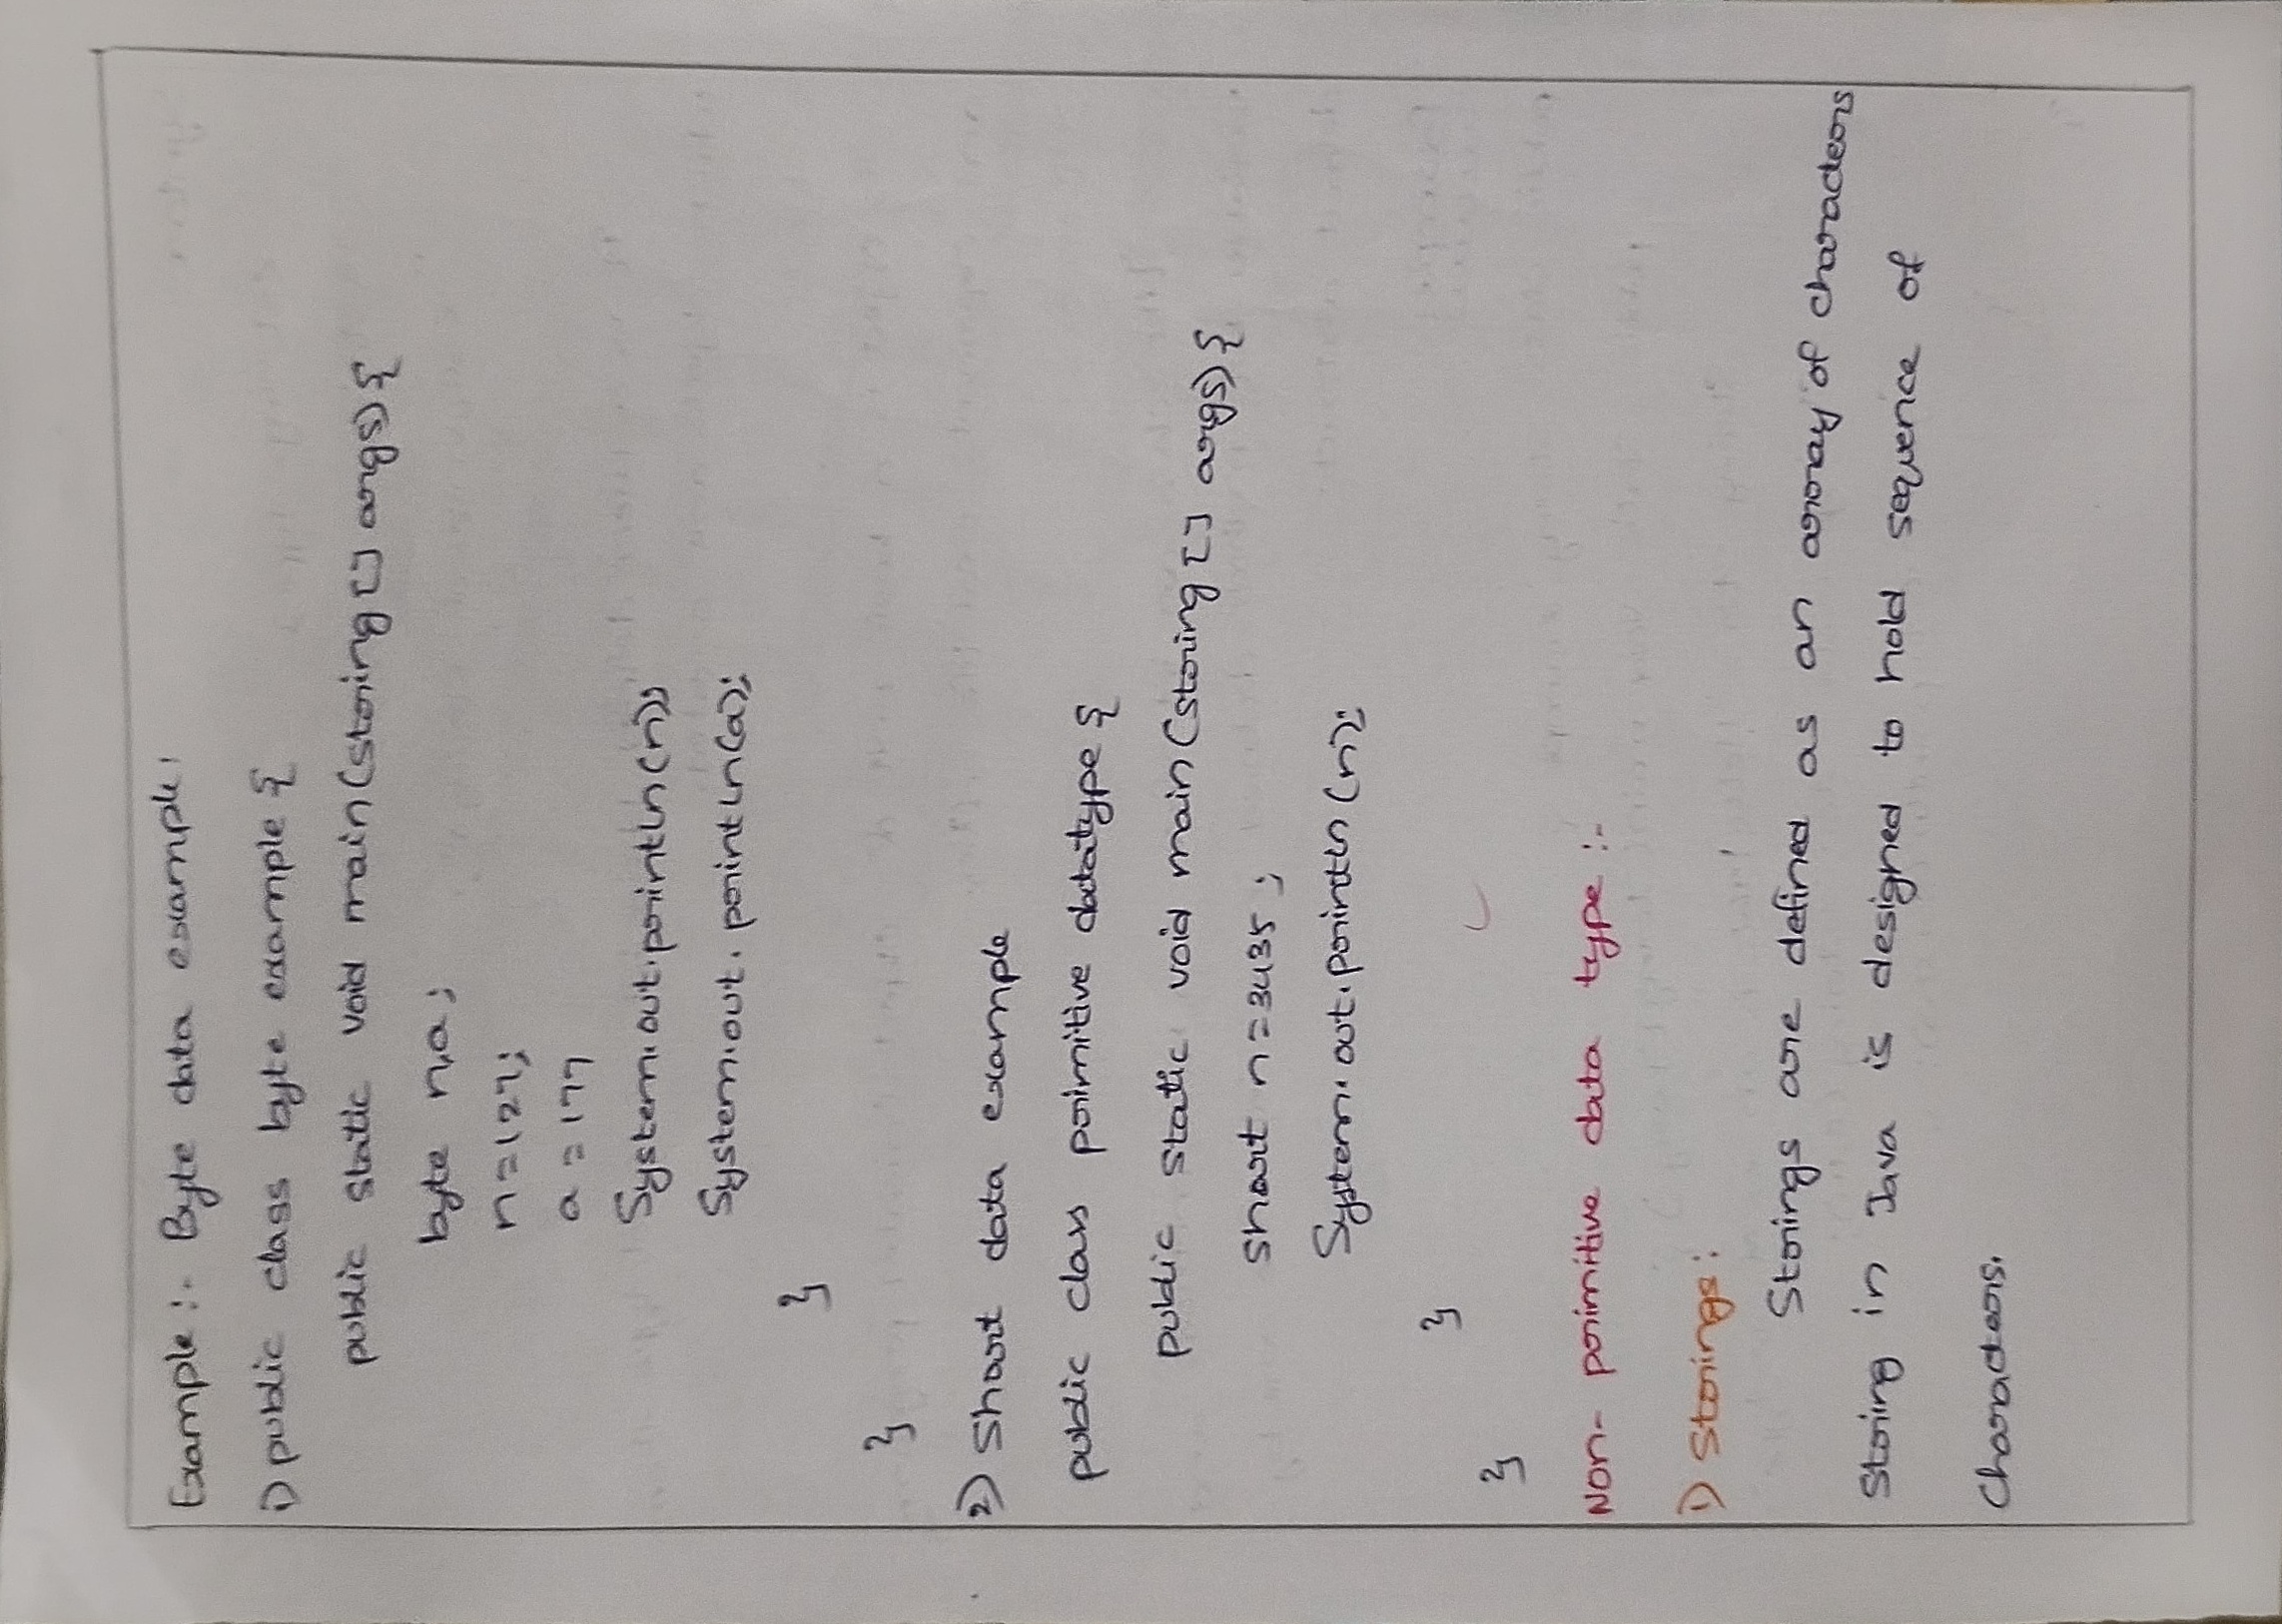 Example :- Byte data example:
1) public class byte example {
public static void main (string [] args) {
byte n,a ;
n = 127;
a = 177
System.out.println (n);
System.out.println (a);
}
}
2) Short data example
public class primitive datatype {
public static void main (string [] args) {
short n = 3435 ;
System.out.println (n);
}
}
Non- primitive data type :-
1) Strings:
Strings are defined as an array of characters
String in Java is designed to hold sequence of
Characters.